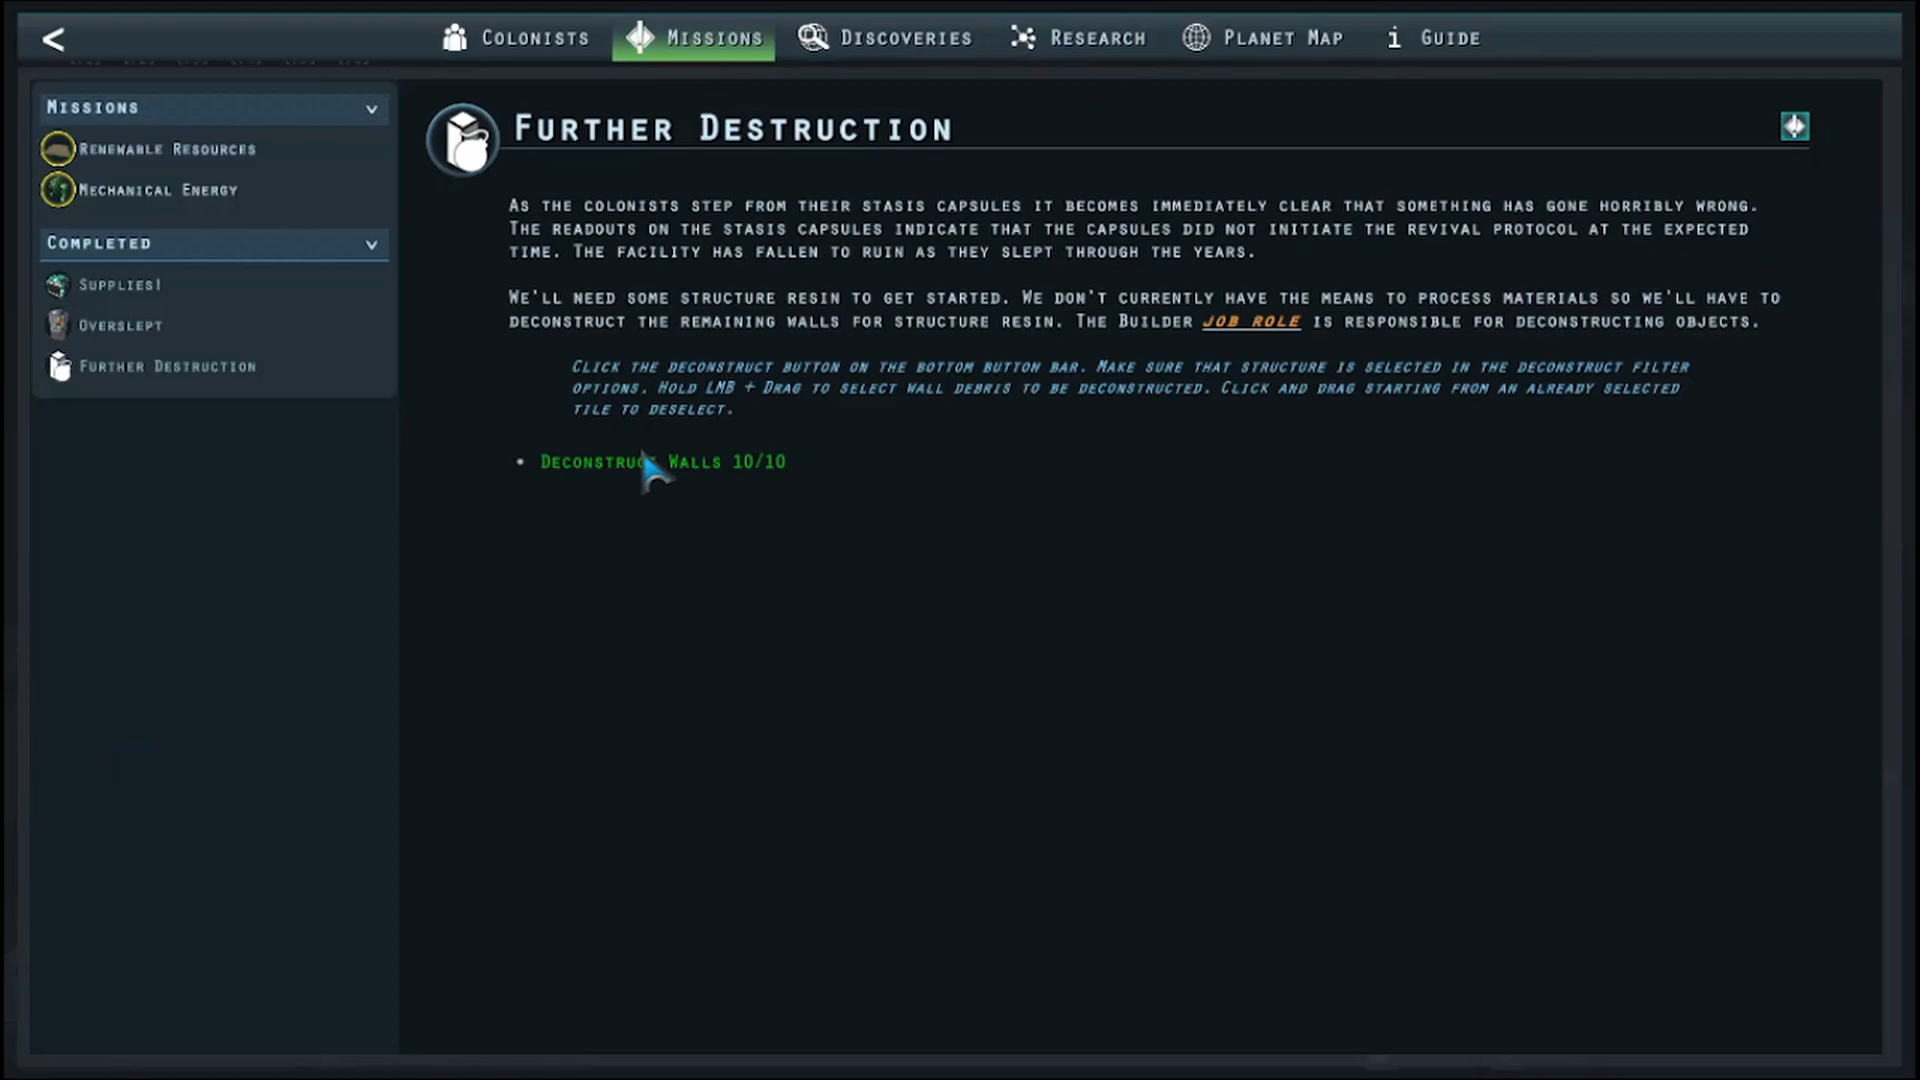 < Colonists Missions Discoveries Research Planet Map i Guide
Missions
Renewable Resources
Mechanical Energy
Completed
Supplies!
Overslept
Further Destruction
Further Destruction
As the colonists step from their stasis capsules it becomes immediately clear that something has gone horribly wrong.
The readouts on the stasis capsules indicate that the capsules did not initiate the revival protocol at the expected
time. The facility has fallen to ruin as they slept through the years.
We'll need some structure resin to get started. We don't currently have the means to process materials so we'll have to
deconstruct the remaining walls for structure resin. The Builder job role is responsible for deconstructing objects.
Click the deconstruct button on the bottom button bar. Make sure that structure is selected in the deconstruct filter
options. Hold LMB + Drag to select wall debris to be deconstructed. Click and drag starting from an already selected
tile to deselect.
• Deconstruct Walls 10/10